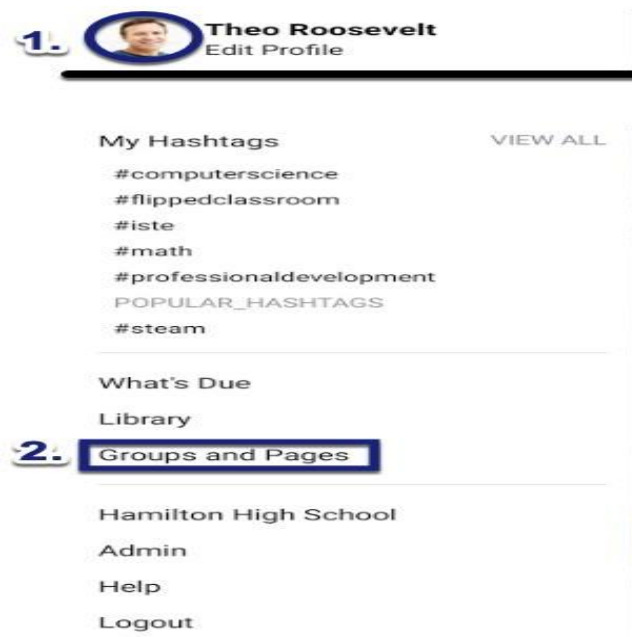 1. Theo Roosevelt
Edit Profile
My Hashtags VIEW ALL
#computerscience
#flippedclassroom
#iste
#math
#professionaldevelopment
POPULAR_HASHTAGS
#steam
What's Due
Library
2. Groups and Pages
Hamilton High School
Admin
Help
Logout